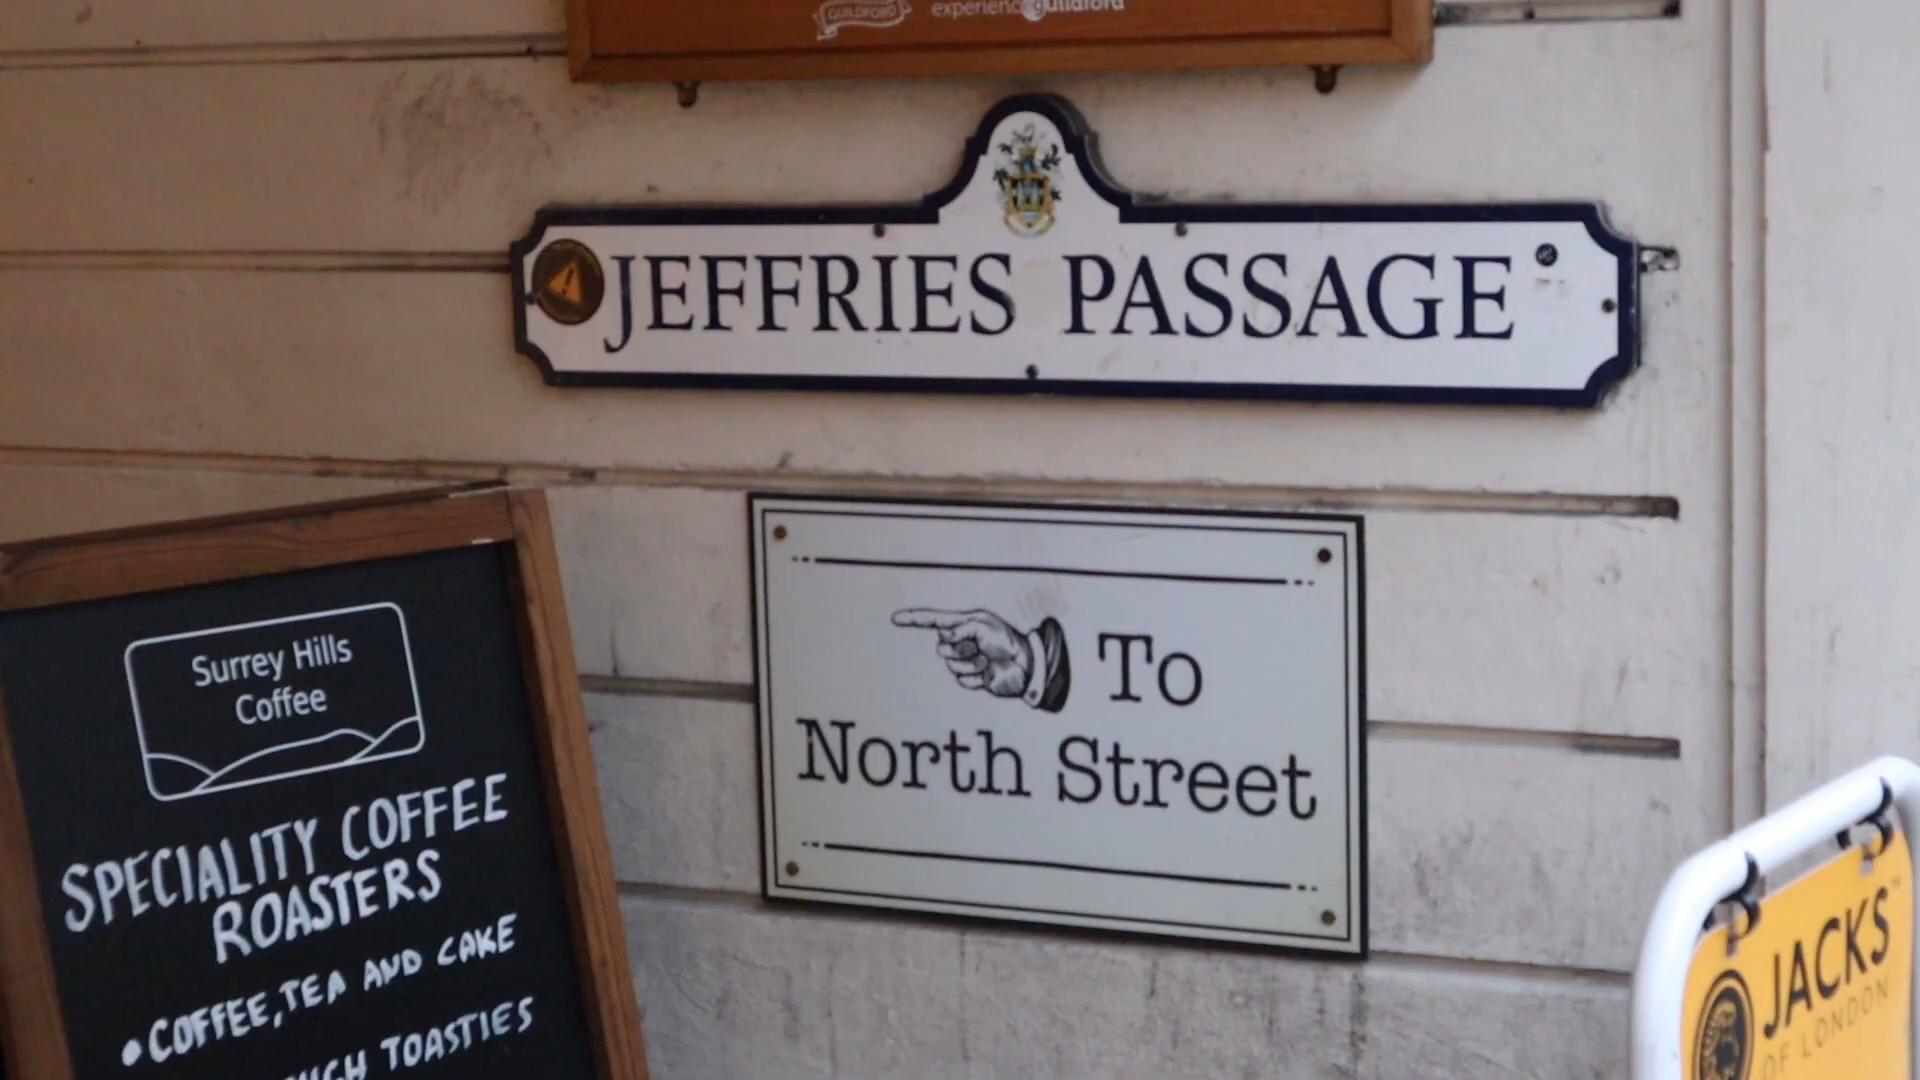 GUILDFORD
experience guildford
JEFFRIES PASSAGE
To
North Street
Surrey Hills
Coffee
SPECIALITY COFFEE
ROASTERS
• COFFEE, TEA AND CAKE
TOASTIES
JACKS™
OF LONDON